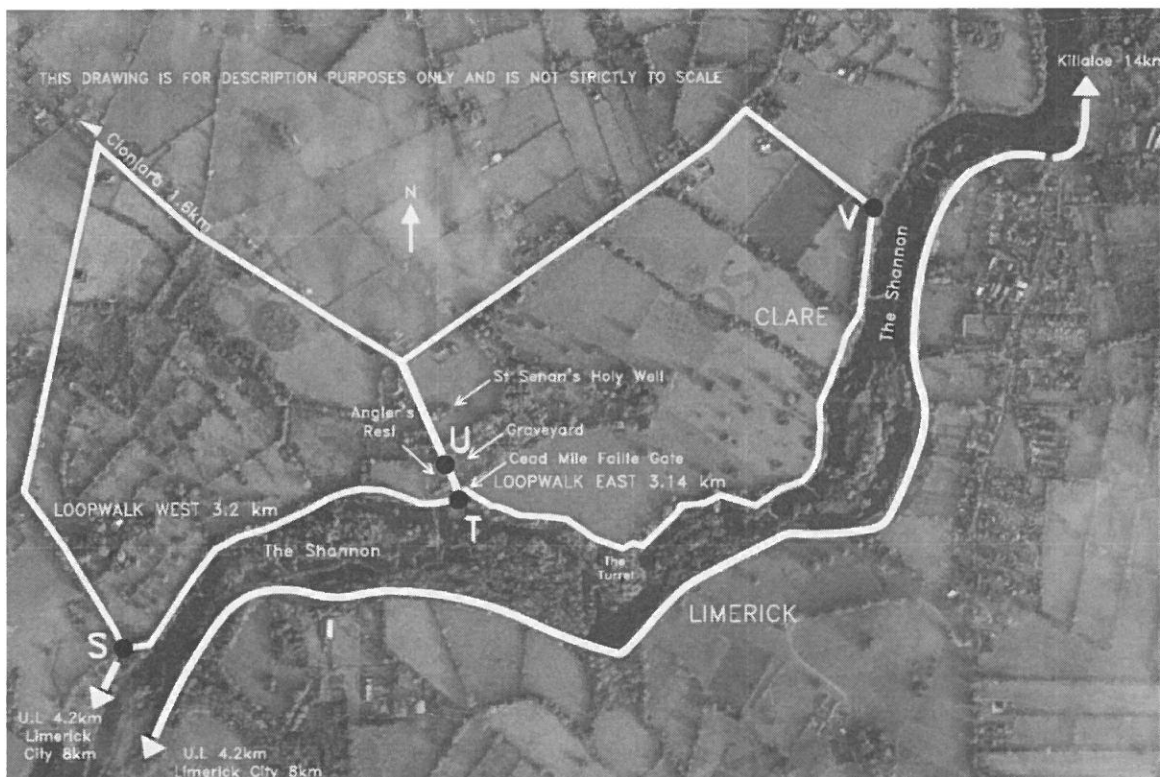 THIS DRAWING IS FOR DESCRIPTION PURPOSES ONLY AND IS NOT STRICTLY TO SCALE
Killaloe 14km
Clonlara 1.6km
N
V
The Shannon
CLARE
St Senan's Holy Well
Angler's
Rest
U
Graveyard
Cead Mile Failte Gate
LOOPWALK EAST 3.14 km
LOOPWALK WEST 3.2 km
T
The Shannon
The
Turret
LIMERICK
S
U.L 4.2km
Limerick
City 8km
U.L 4.2km
Limerick City 8km